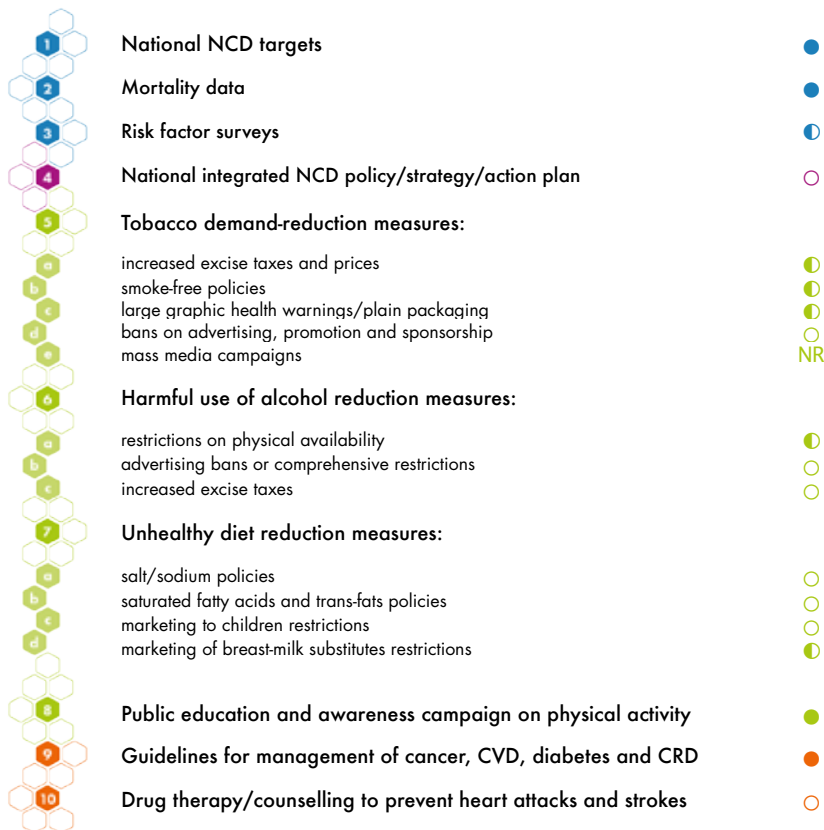 1 National NCD targets ●
2 Mortality data ●
3 Risk factor surveys ◐
4 National integrated NCD policy/strategy/action plan ○
5 Tobacco demand-reduction measures:
a increased excise taxes and prices ◐
b smoke-free policies ◐
c large graphic health warnings/plain packaging ◐
d bans on advertising, promotion and sponsorship ○
e mass media campaigns NR
6 Harmful use of alcohol reduction measures:
a restrictions on physical availability ◐
b advertising bans or comprehensive restrictions ○
c increased excise taxes ○
7 Unhealthy diet reduction measures:
a salt/sodium policies ○
b saturated fatty acids and trans-fats policies ○
c marketing to children restrictions ○
d marketing of breast-milk substitutes restrictions ◐
8 Public education and awareness campaign on physical activity ●
9 Guidelines for management of cancer, CVD, diabetes and CRD ●
10 Drug therapy/counselling to prevent heart attacks and strokes ○